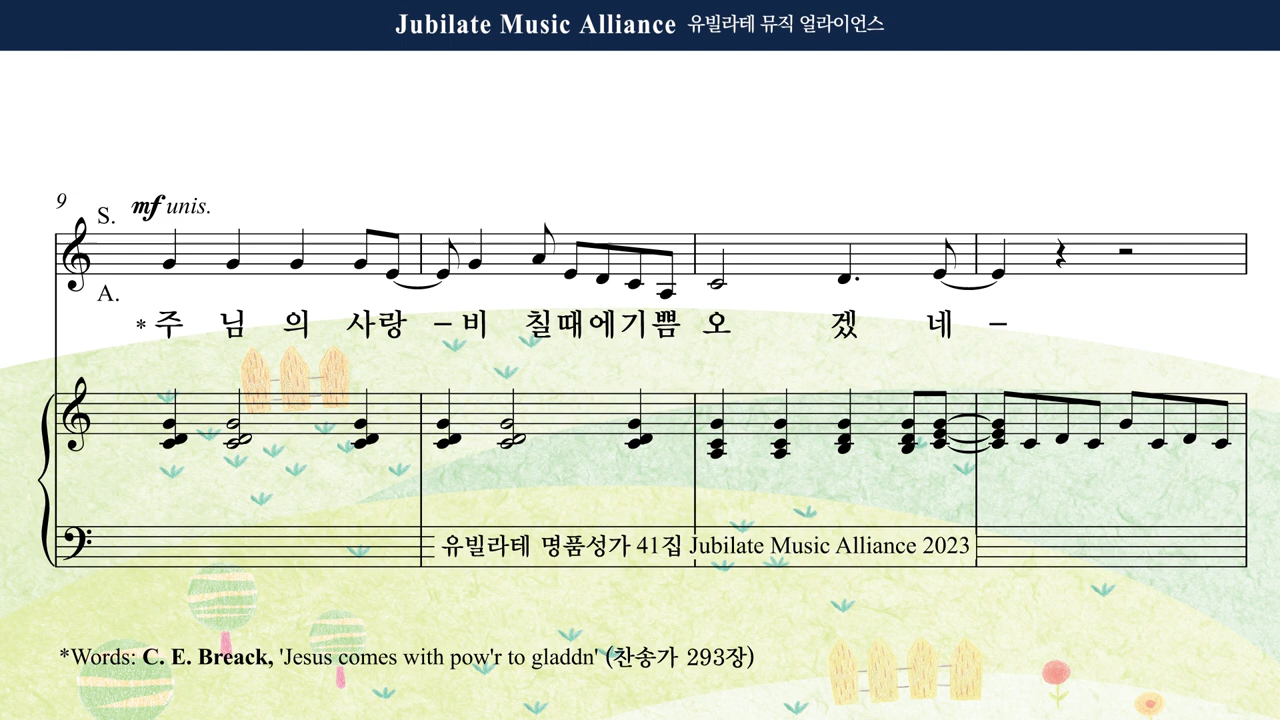 Jubilate Music Alliance 유빌라테 뮤직 얼라이언스
9
S. mf unis.
A.
*주 님 의 사랑 – 비 칠때에기쁨 오 겠 네 –
유빌라테 명품성가 41집 Jubilate Music Alliance 2023
*Words: C. E. Breack, 'Jesus comes with pow'r to gladdn' (찬송가 293장)